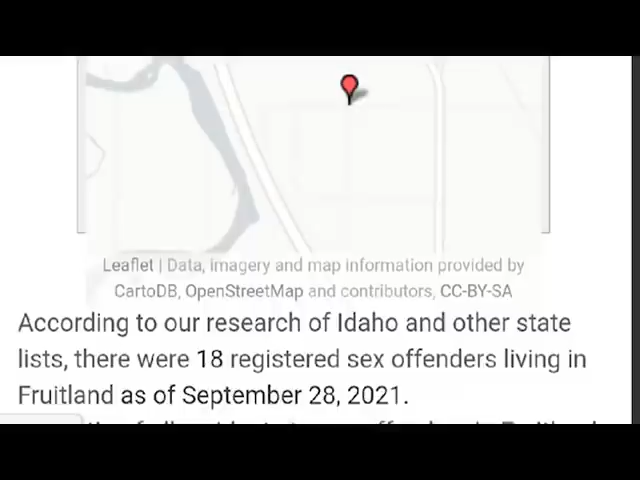 Leaflet | Data, imagery and map information provided by
CartoDB, OpenStreetMap and contributors, CC-BY-SA
According to our research of Idaho and other state
lists, there were 18 registered sex offenders living in
Fruitland as of September 28, 2021.